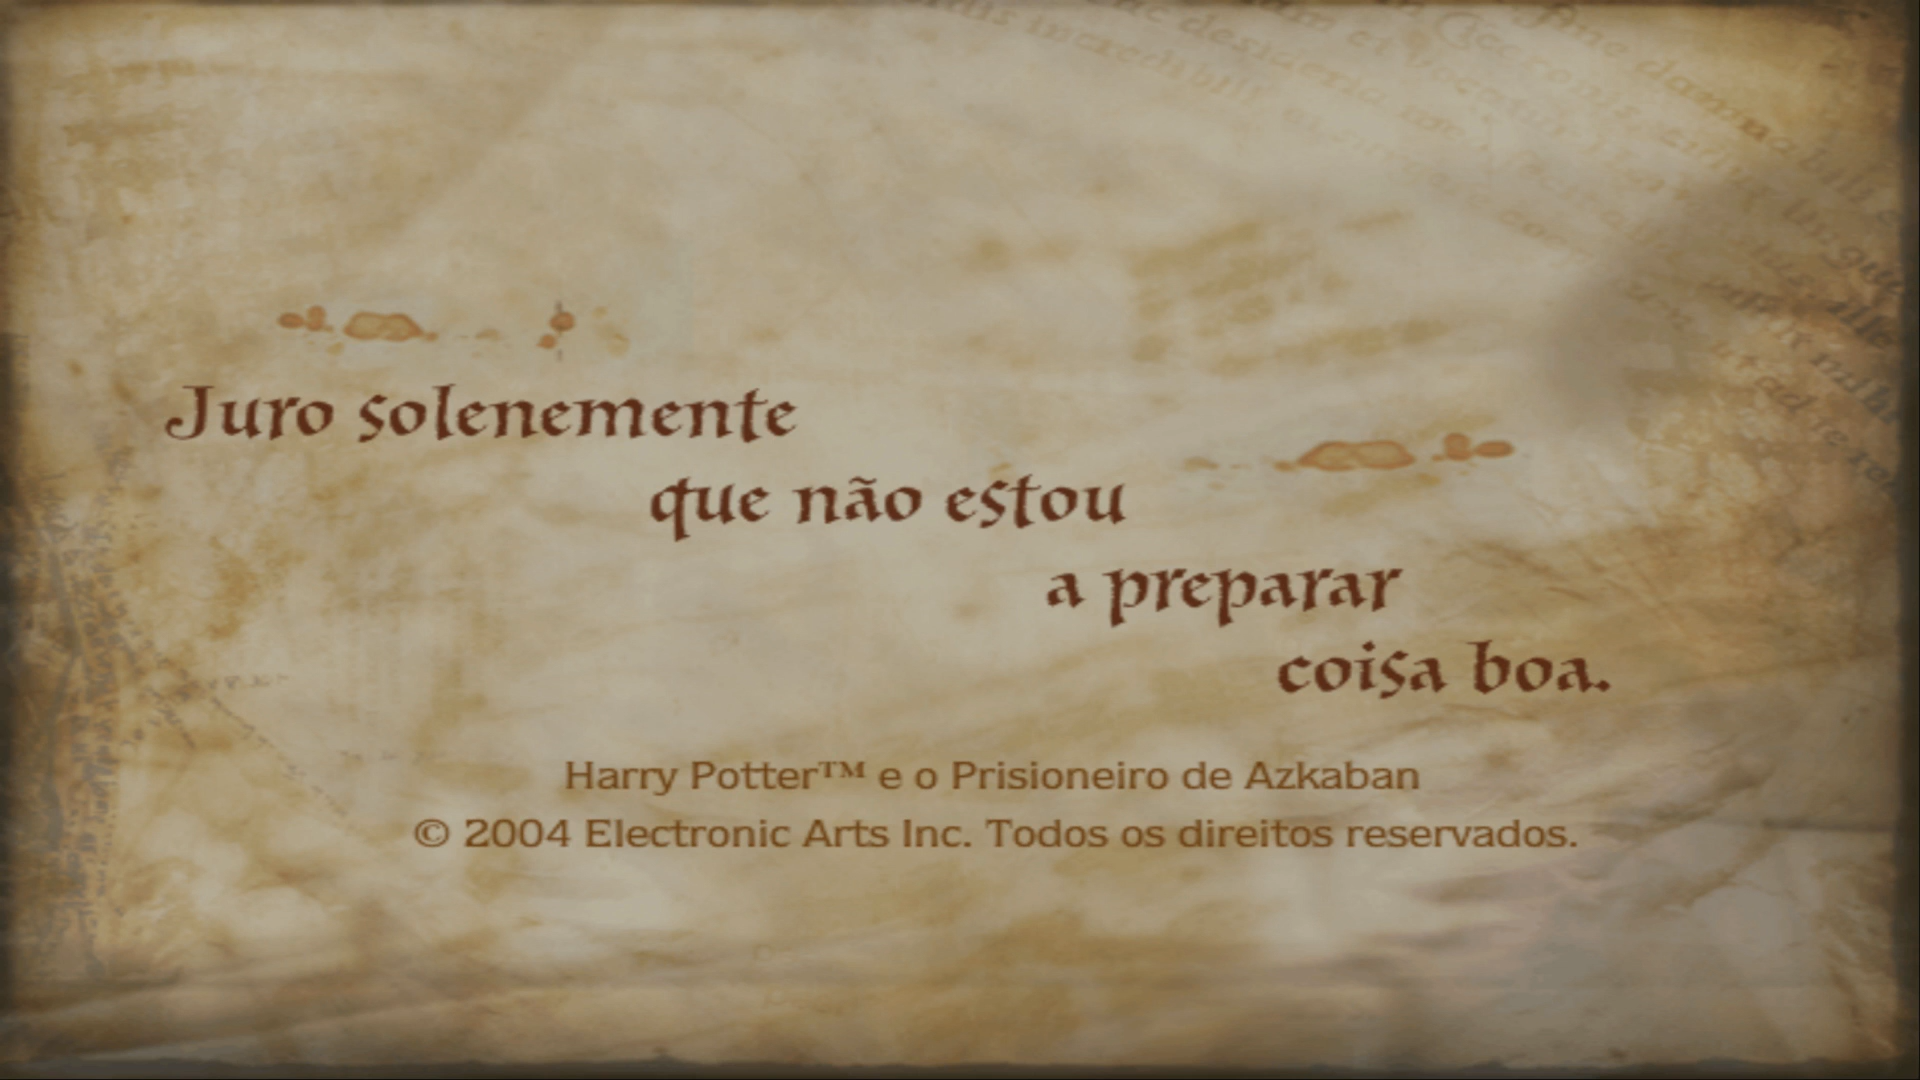 Juro solenemente
que não estou
a preparar
coisa boa.
Harry Potter™ e o Prisioneiro de Azkaban
© 2004 Electronic Arts Inc. Todos os direitos reservados.